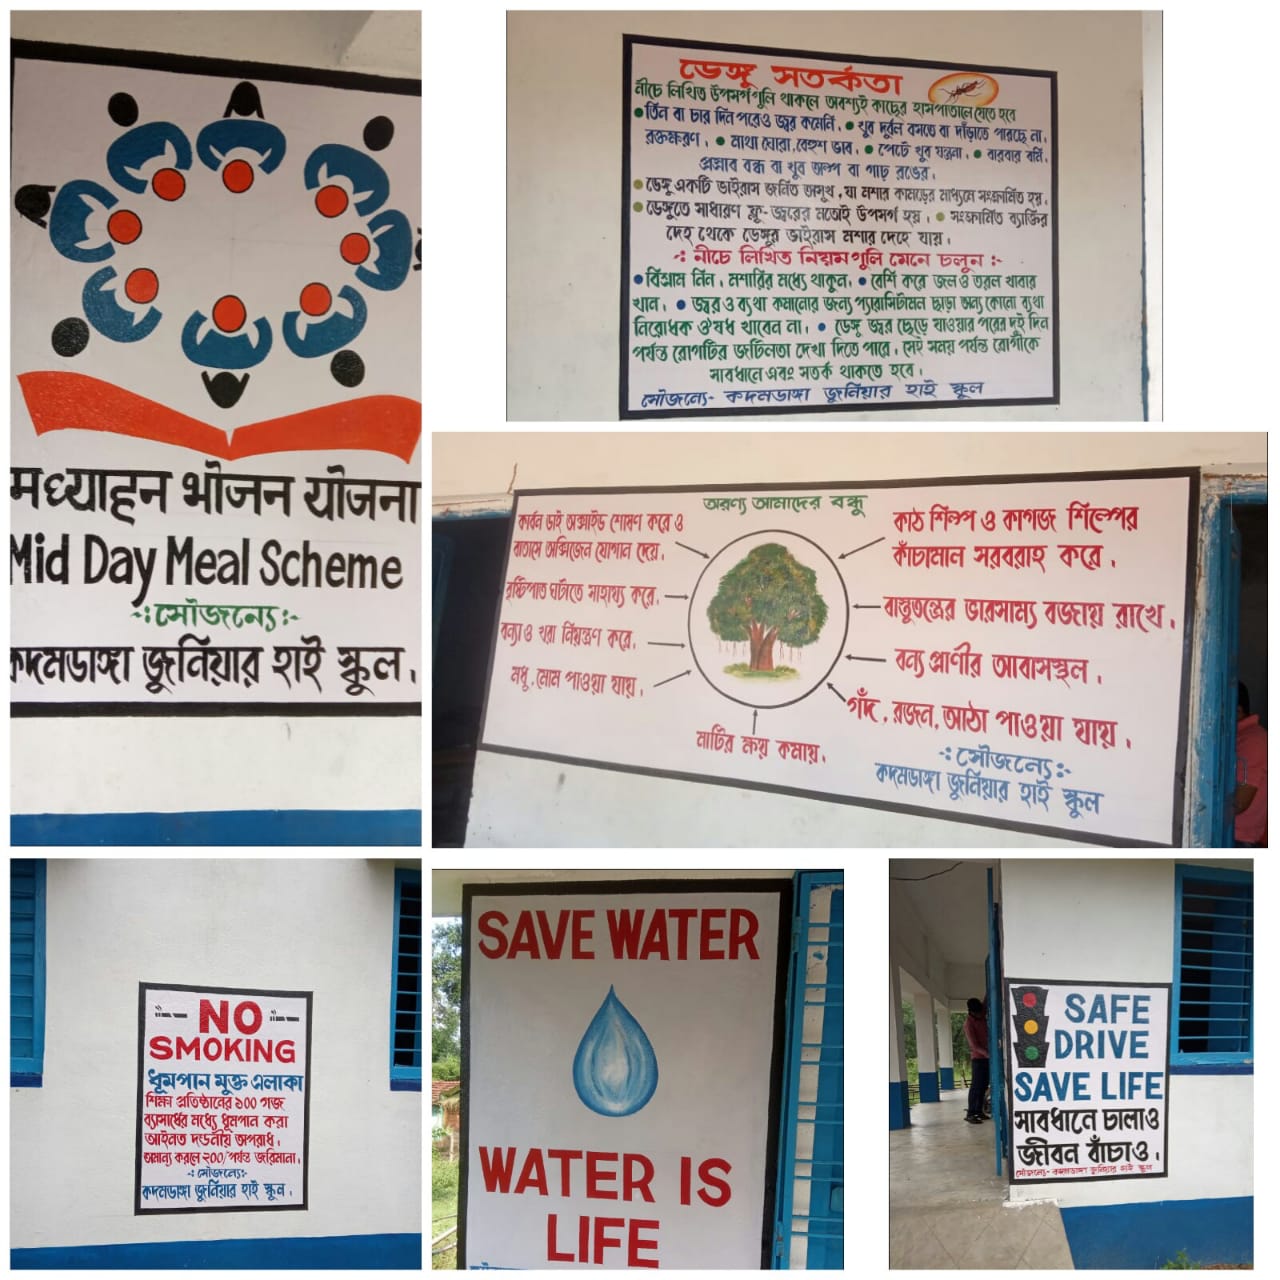 मध्याह्न भोजन योजना
Mid Day Meal Scheme
-:সৌজন্যে:-
কদমডাঙ্গা জুনিয়ার হাই স্কুল.
ডেঙ্গু সতর্কতা
নীচে লিখিত উপসর্গগুলি থাকলে অবশ্যই কাছের হাসপাতালে যেতে হবে
• তিন বা চার দিন পরেও জ্বর কমেনি. • খুব দুর্বল বসতে বা দাঁড়াতে পারছে না.
রক্তক্ষরণ. • মাথা ঘোরা, বেহুশ ভাব. • পেটে খুব যন্ত্রনা. • বারবার বমি.
প্রস্রাব বন্ধ বা খুব অল্প বা গাঢ় রঙের.
• ডেঙ্গু একটি ভাইরাস জনিত অসুখ, যা মশার কামড়ের মাধ্যমে সংক্রামিত হয়.
• ডেঙ্গুতে সাধারণ ফ্লু-জ্বরের মতোই উপসর্গ হয়. • সংক্রামিত ব্যাক্তির
দেহ থেকে ডেঙ্গুর ভাইরাস মশার দেহে যায়.
-: নীচে লিখিত নিয়মগুলি মেনে চলুন :-
• বিশ্রাম নিন. মশারির মধ্যে থাকুন. • বেশি করে জল ও তরল খাবার
খান. • জ্বর ও ব্যথা কমানোর জন্য প্যারাসিটামল ছাড়া অন্য কোনো ব্যথা
নিরোধক ঔষধ খাবেন না. • ডেঙ্গু জ্বর ছেড়ে যাওয়ার পরের দুই দিন
পর্যন্ত রোগটির জটিলতা দেখা দিতে পারে. সেই সময় পর্যন্ত রোগীকে
সাবধানে এবং সতর্ক থাকতে হবে.
সৌজন্যে- কদমডাঙ্গা জুনিয়ার হাই স্কুল
অরণ্য আমাদের বন্ধু
কার্বন ডাই অক্সাইড শোষণ করে ও
বাতাসে অক্সিজেন যোগান দেয়.
বৃষ্টিপাত ঘটাতে সাহায্য করে.
বন্যা ও খরা নিয়ন্ত্রণ করে.
মধু, মোম পাওয়া যায়.
মাটির ক্ষয় কমায়.
কাঠ শিল্প ও কাগজ শিল্পের
কাঁচামাল সরবরাহ করে.
বাস্তুতন্ত্রের ভারসাম্য বজায় রাখে.
বন্য প্রাণীর আবাসস্থল.
গঁদ, রজন, আঠা পাওয়া যায়.
-:সৌজন্যে:-
কদমডাঙ্গা জুনিয়ার হাই স্কুল
NO
SMOKING
ধূমপান মুক্ত এলাকা
শিক্ষা প্রতিষ্ঠানের ১০০ গজ
ব্যাসার্ধের মধ্যে ধূমপান করা
আইনত দণ্ডনীয় অপরাধ.
অমান্য করলে ২০০/ পর্যন্ত জরিমানা.
-: সৌজন্যে:-
কদমডাঙ্গা জুনিয়ার হাই স্কুল.
SAVE WATER
WATER IS
LIFE
SAFE
DRIVE
SAVE LIFE
সাবধানে চালাও
জীবন বাঁচাও.
সৌজন্যে- কদমডাঙ্গা জুনিয়ার হাই স্কুল